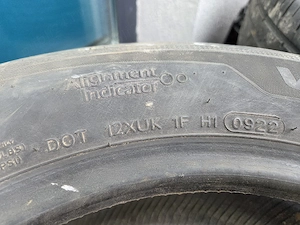 Alignment
Indicator
DOT 12XUK 1F H1 0922